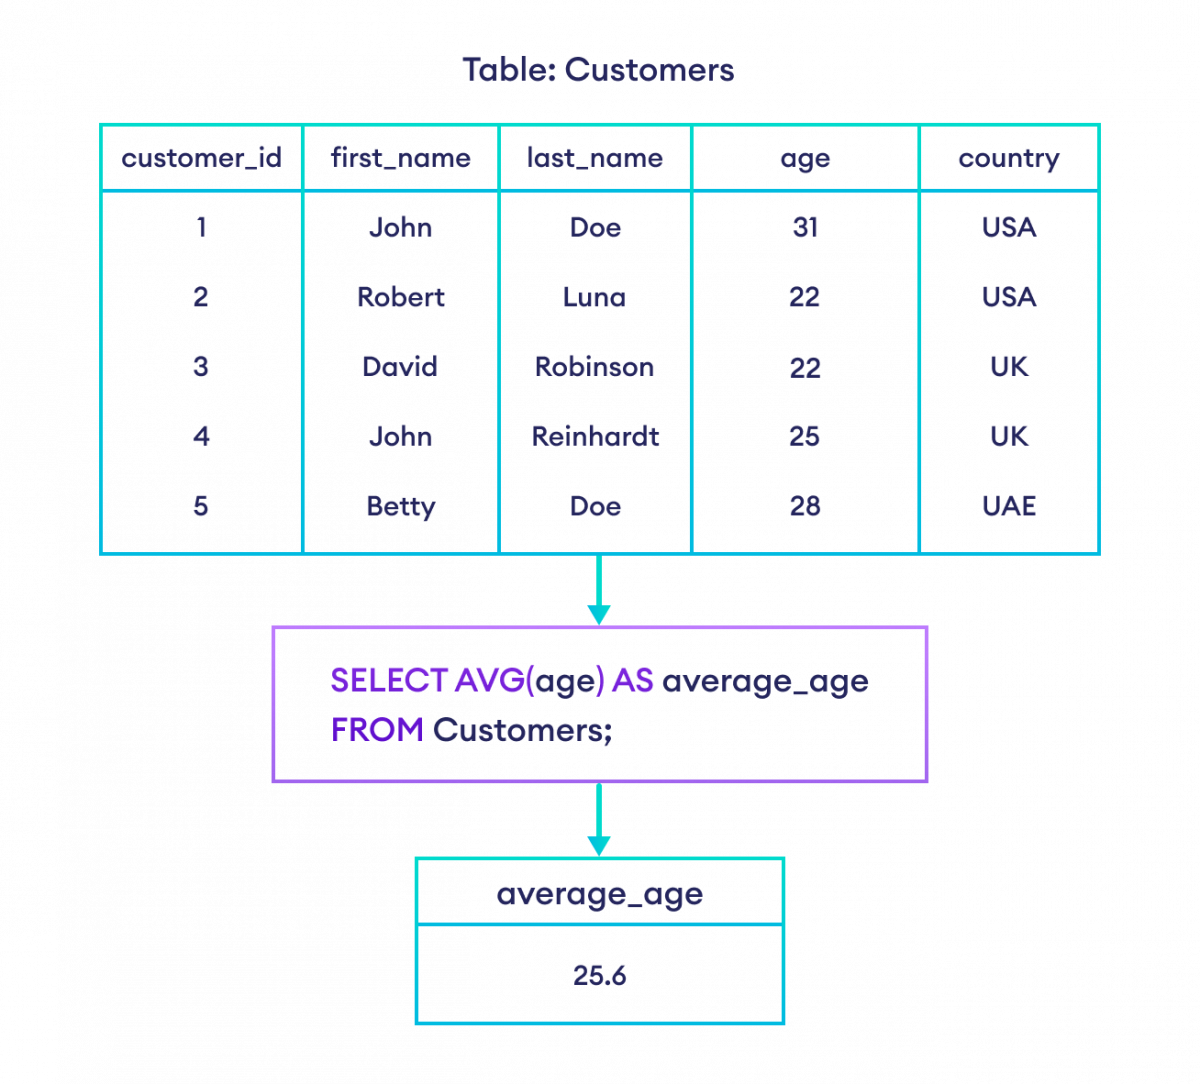 Table: Customers
customer_id first_name last_name age country
1 John Doe 31 USA
2 Robert Luna 22 USA
3 David Robinson 22 UK
4 John Reinhardt 25 UK
5 Betty Doe 28 UAE
SELECT AVG(age) AS average_age
FROM Customers;
average_age
25.6